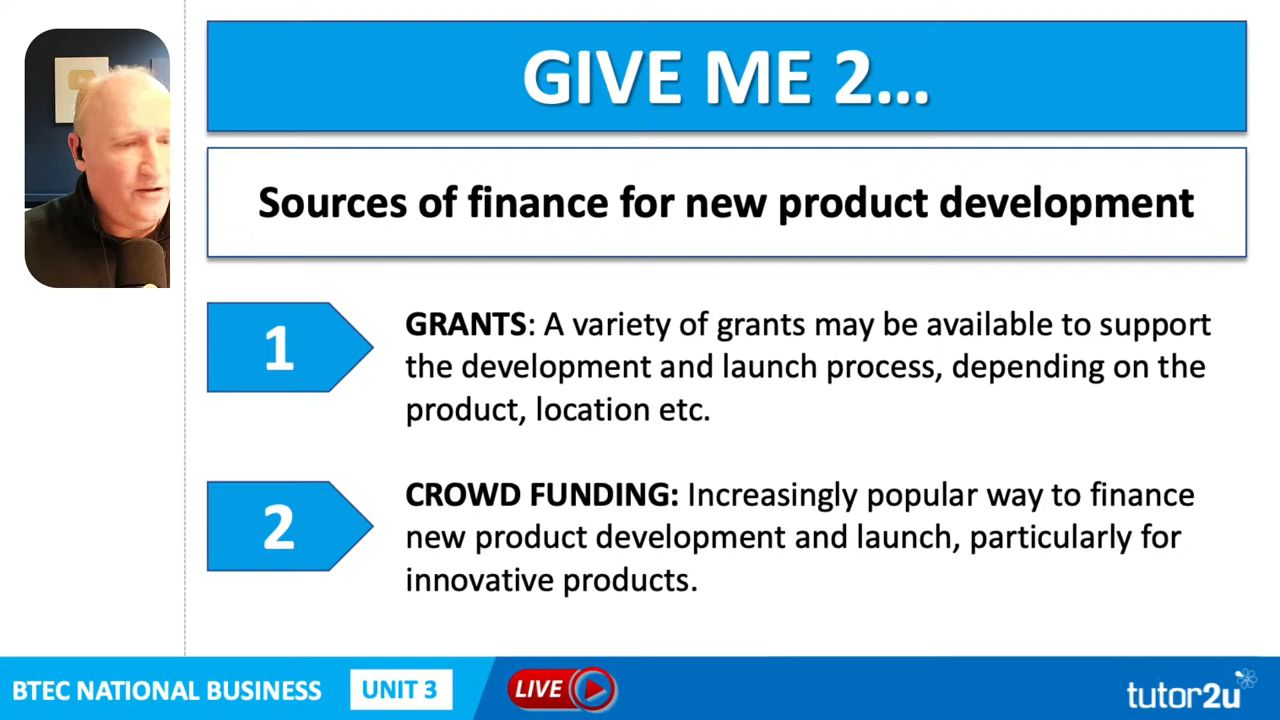 GIVE ME 2...
Sources of finance for new product development
1
GRANTS: A variety of grants may be available to support
the development and launch process, depending on the
product, location etc.
2
CROWD FUNDING: Increasingly popular way to finance
new product development and launch, particularly for
innovative products.
BTEC NATIONAL BUSINESS UNIT 3 LIVE tutor2u